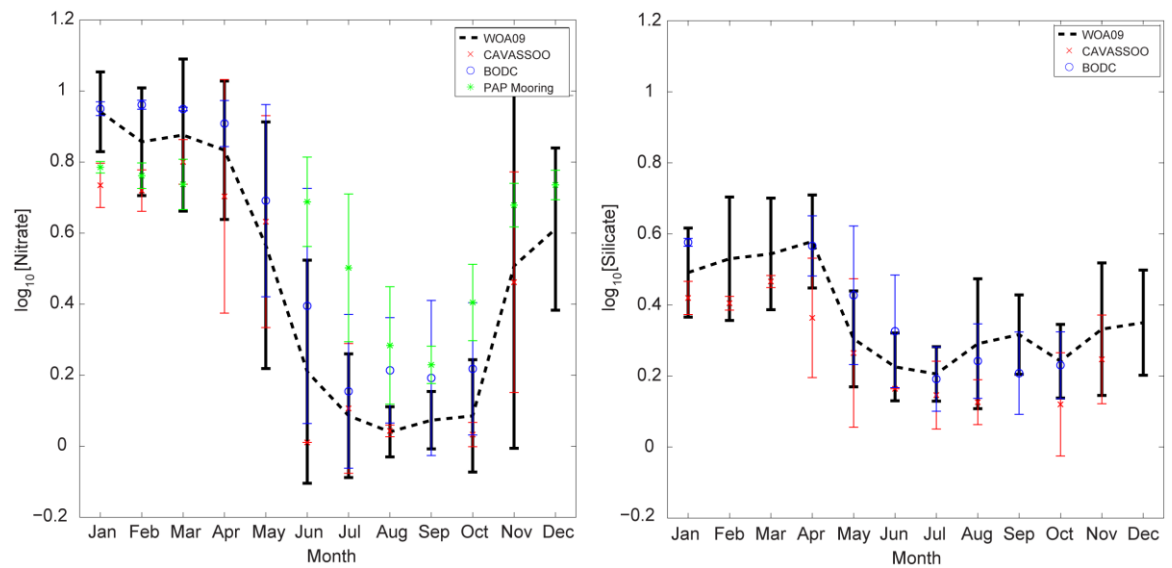 1.2
1
0.8
0.6
0.4
0.2
0
−0.2
log10[Nitrate]
WOA09
CAVASSOO
BODC
PAP Mooring
Jan Feb Mar Apr May Jun Jul Aug Sep Oct Nov Dec
Month
1.2
1
0.8
0.6
0.4
0.2
0
−0.2
log10[Silicate]
WOA09
CAVASSOO
BODC
Jan Feb Mar Apr May Jun Jul Aug Sep Oct Nov Dec
Month